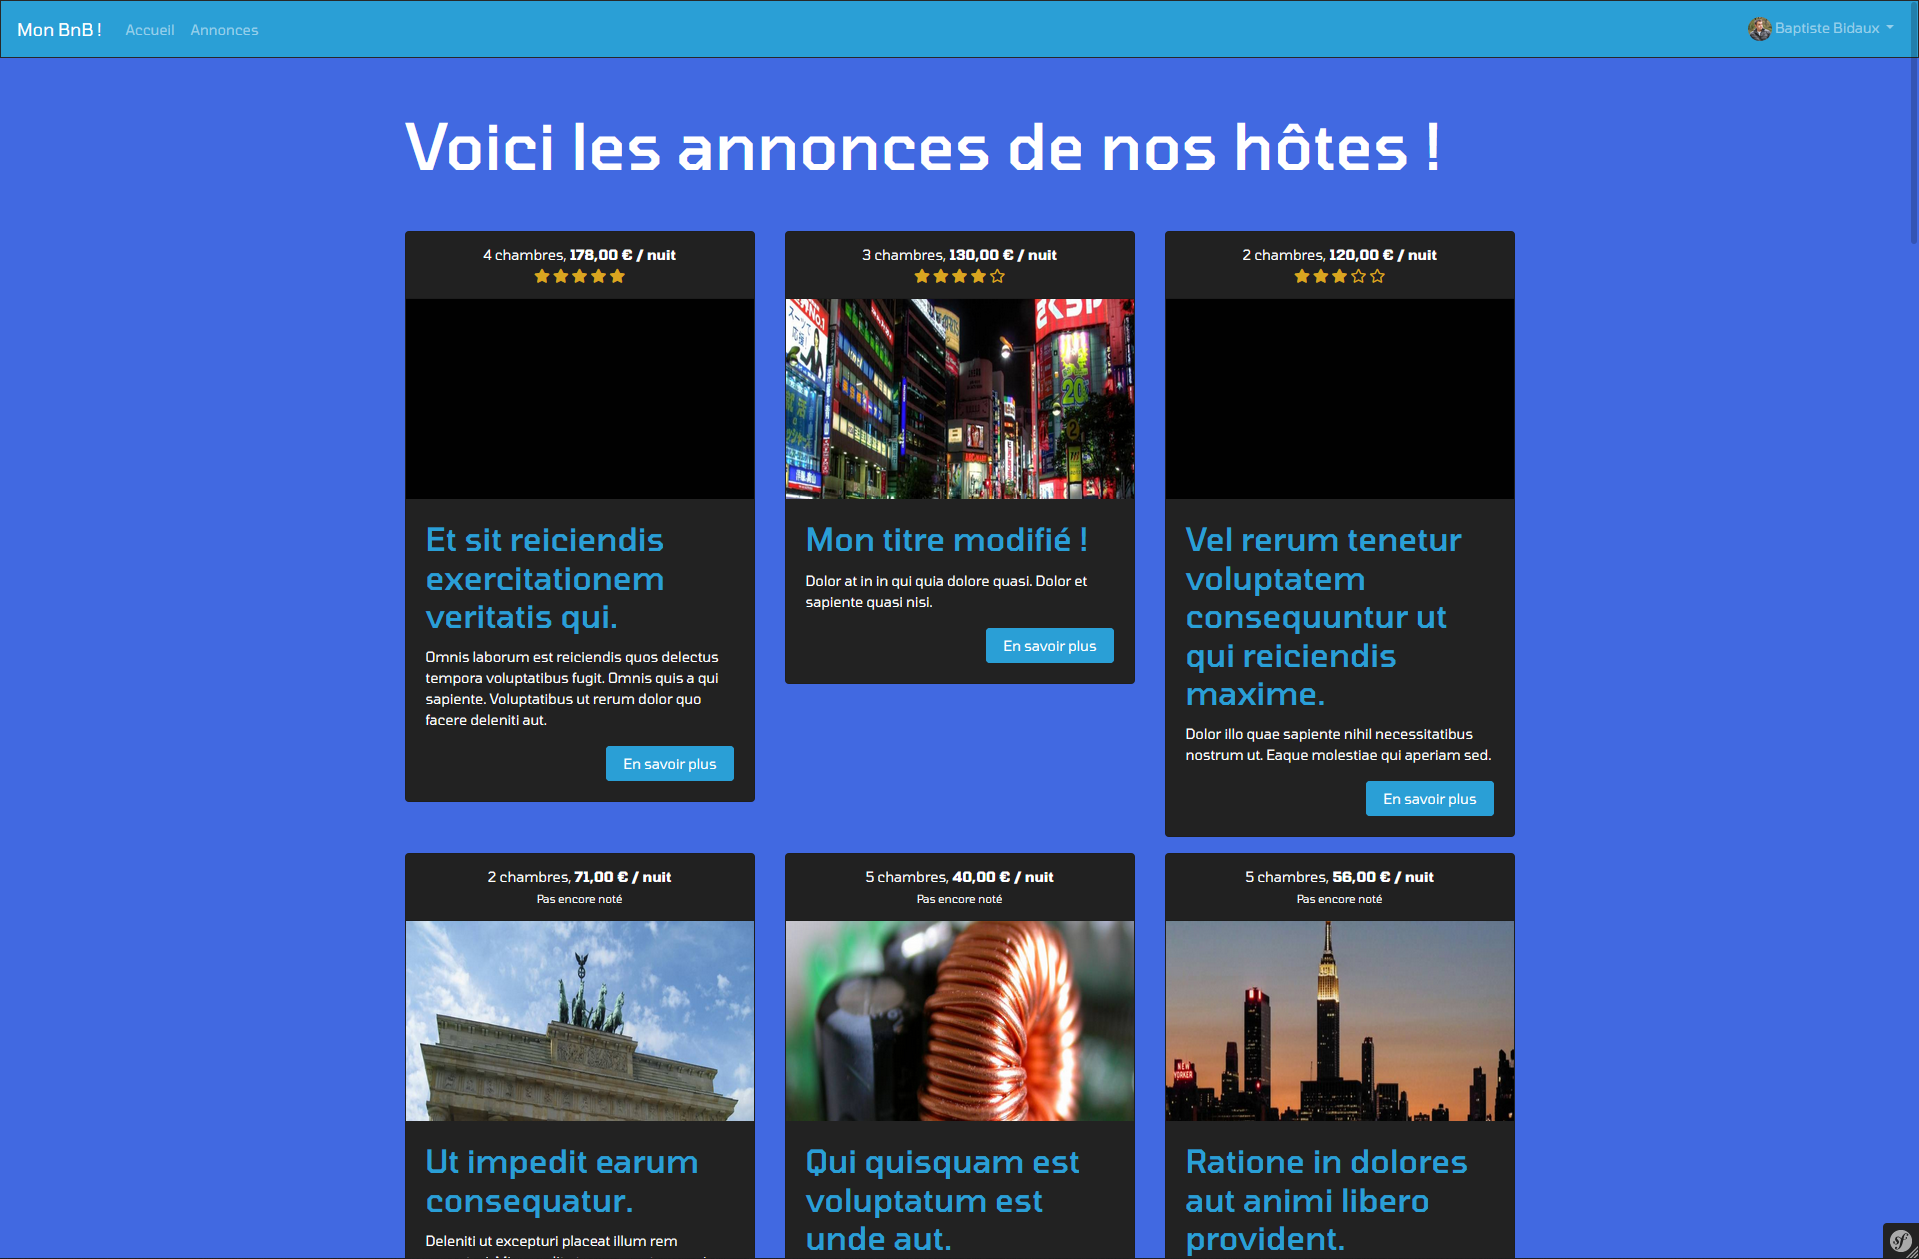 Mon BnB !
Accueil
Annonces
Baptiste Bidaux
Voici les annonces de nos hôtes !
4 chambres, 178,00 € / nuit
Et sit reiciendis
exercitationem
veritatis qui.
Omnis laborum est reiciendis quos delectus
tempora voluptatibus fugit. Omnis quis a qui
sapiente. Voluptatibus ut rerum dolor quo
facere deleniti aut.
En savoir plus
3 chambres, 130,00 € / nuit
Mon titre modifié !
Dolor at in in qui quia dolore quasi. Dolor et
sapiente quasi nisi.
En savoir plus
2 chambres, 120,00 € / nuit
Vel rerum tenetur
voluptatem
consequuntur ut
qui reiciendis
maxime.
Dolor illo quae sapiente nihil necessitatibus
nostrum ut. Eaque molestiae qui aperiam sed.
En savoir plus
2 chambres, 71,00 € / nuit
Pas encore noté
Ut impedit earum
consequatur.
Deleniti ut excepturi placeat illum rem
5 chambres, 40,00 € / nuit
Pas encore noté
Qui quisquam est
voluptatum est
unde aut.
5 chambres, 56,00 € / nuit
Pas encore noté
NEW
YORKER
Ratione in dolores
aut animi libero
provident.
sf